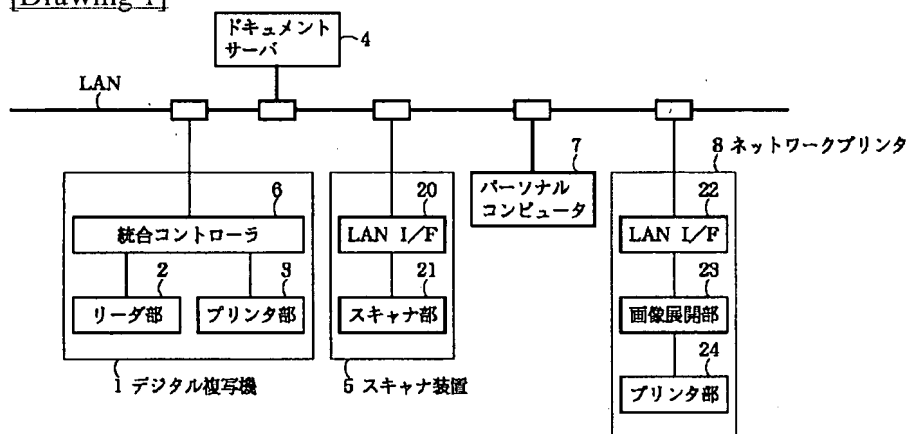 [Drawing 1]
ドキュメント
サーバ
4
LAN
7
8 ネットワークプリンタ
パーソナル
コンピュータ
6
統合コントローラ
2
リーダ部
3
プリンタ部
1 デジタル複写機
20
LAN I/F
21
スキャナ部
5 スキャナ装置
22
LAN I/F
23
画像展開部
24
プリンタ部